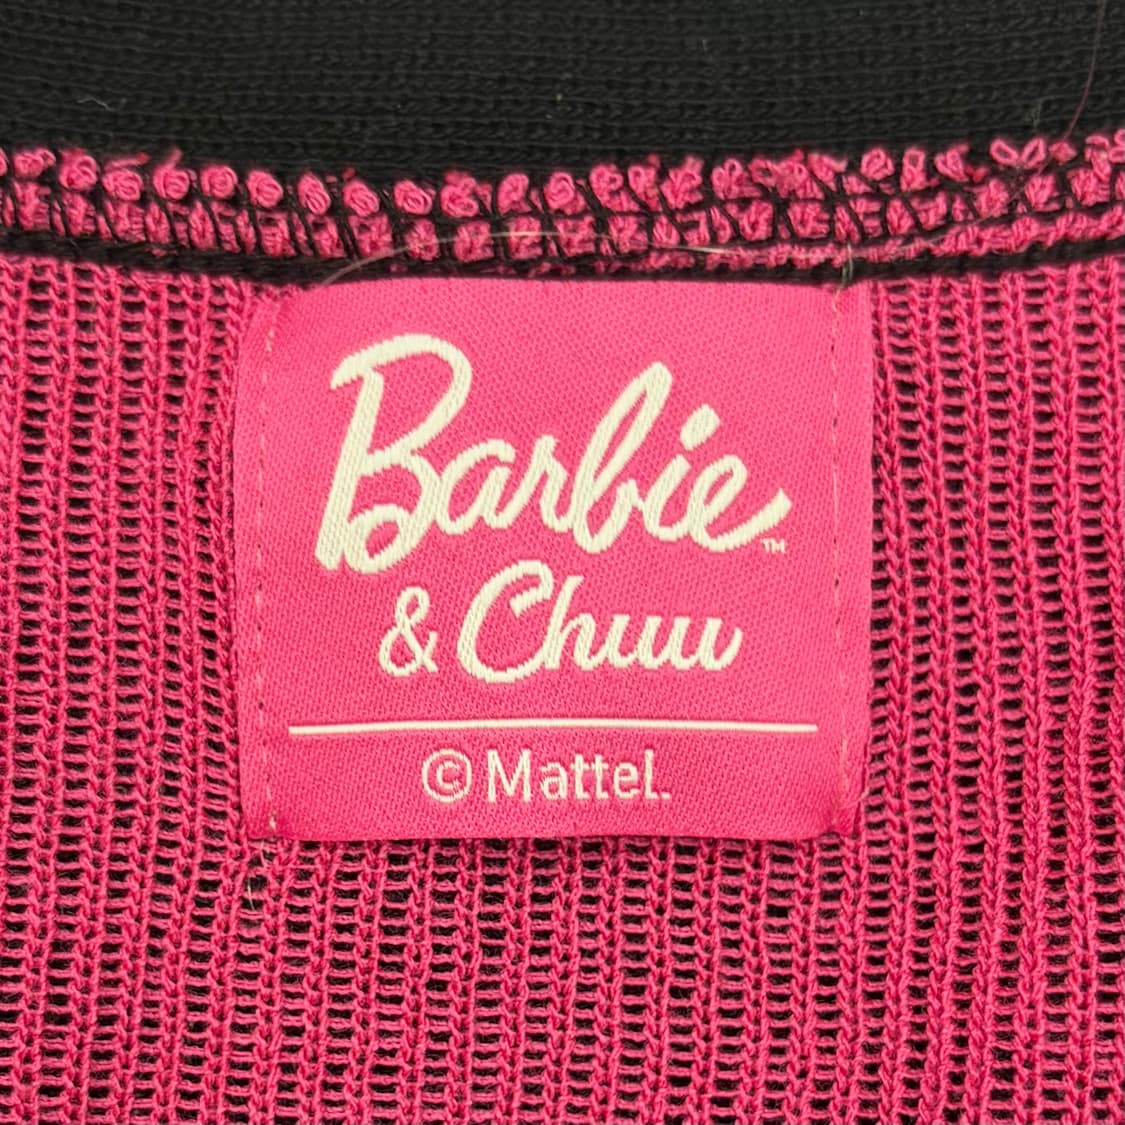 Barbie™
& Chuu
© Mattel.